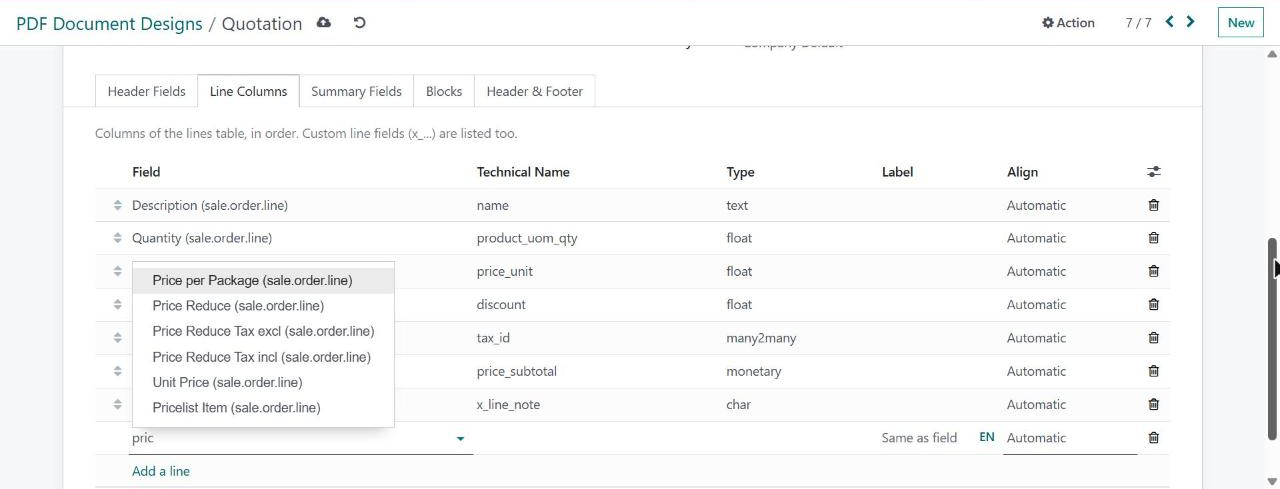 PDF Document Designs / Quotation
Action 7 / 7 New
Company Default
Header Fields Line Columns Summary Fields Blocks Header & Footer
Columns of the lines table, in order. Custom line fields (x_...) are listed too.
Field Technical Name Type Label Align
Description (sale.order.line) name text Automatic
Quantity (sale.order.line) product_uom_qty float Automatic
price_unit float Automatic
discount float Automatic
tax_id many2many Automatic
price_subtotal monetary Automatic
x_line_note char Automatic
Price per Package (sale.order.line)
Price Reduce (sale.order.line)
Price Reduce Tax excl (sale.order.line)
Price Reduce Tax incl (sale.order.line)
Unit Price (sale.order.line)
Pricelist Item (sale.order.line)
pric Same as field EN Automatic
Add a line